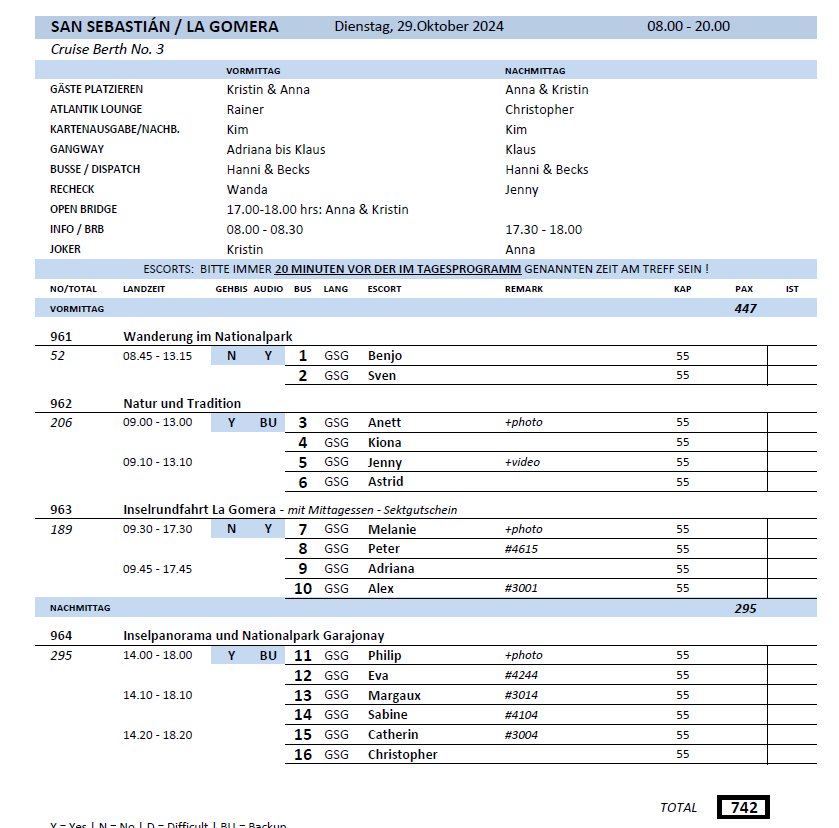 SAN SEBASTIÁN / LA GOMERA Dienstag, 29.Oktober 2024 08.00 - 20.00
Cruise Berth No. 3
VORMITTAG NACHMITTAG
GÄSTE PLATZIEREN Kristin & Anna Anna & Kristin
ATLANTIK LOUNGE Rainer Christopher
KARTENAUSGABE/NACHB. Kim Kim
GANGWAY Adriana bis Klaus Klaus
BUSSE / DISPATCH Hanni & Becks Hanni & Becks
RECHECK Wanda Jenny
OPEN BRIDGE 17.00-18.00 hrs: Anna & Kristin
INFO / BRB 08.00 - 08.30 17.30 - 18.00
JOKER Kristin Anna
ESCORTS: BITTE IMMER 20 MINUTEN VOR DER IM TAGESPROGRAMM GENANNTEN ZEIT AM TREFF SEIN !
NO/TOTAL LANDZEIT GEHBIS AUDIO BUS LANG ESCORT REMARK KAP PAX IST
VORMITTAG 447
961 Wanderung im Nationalpark
52 08.45 - 13.15 N Y 1 GSG Benjo 55
2 GSG Sven 55
962 Natur und Tradition
206 09.00 - 13.00 Y BU 3 GSG Anett +photo 55
4 GSG Kiona 55
09.10 - 13.10 5 GSG Jenny +video 55
6 GSG Astrid 55
963 Inselrundfahrt La Gomera - mit Mittagessen - Sektgutschein
189 09.30 - 17.30 N Y 7 GSG Melanie +photo 55
8 GSG Peter #4615 55
09.45 - 17.45 9 GSG Adriana 55
10 GSG Alex #3001 55
NACHMITTAG 295
964 Inselpanorama und Nationalpark Garajonay
295 14.00 - 18.00 Y BU 11 GSG Philip +photo 55
12 GSG Eva #4244 55
14.10 - 18.10 13 GSG Margaux #3014 55
14 GSG Sabine #4104 55
14.20 - 18.20 15 GSG Catherin #3004 55
16 GSG Christopher 55
TOTAL 742
Y = Yes | N = No | D = Difficult | BU = Backup